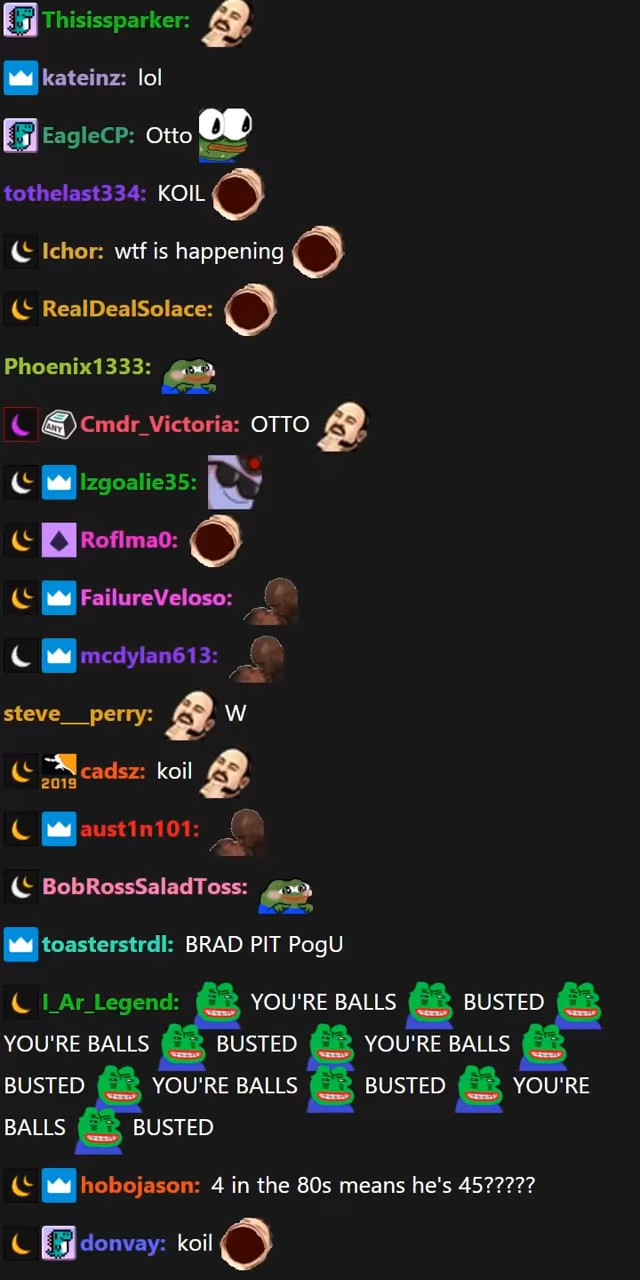 Thisissparker:
kateinz: lol
EagleCP: Otto
tothelast334: KOIL
Ichor: wtf is happening
RealDealSolace:
Phoenix1333:
ANY Cmdr_Victoria: OTTO
lzgoalie35:
Roflma0:
FailureVeloso:
mcdylan613:
steve__perry: W
2019 cadsz: koil
aust1n101:
BobRossSaladToss:
toasterstrdl: BRAD PIT PogU
I_Ar_Legend: YOU'RE BALLS BUSTED
YOU'RE BALLS BUSTED YOU'RE BALLS
BUSTED YOU'RE BALLS BUSTED YOU'RE
BALLS BUSTED
hobojason: 4 in the 80s means he's 45?????
donvay: koil